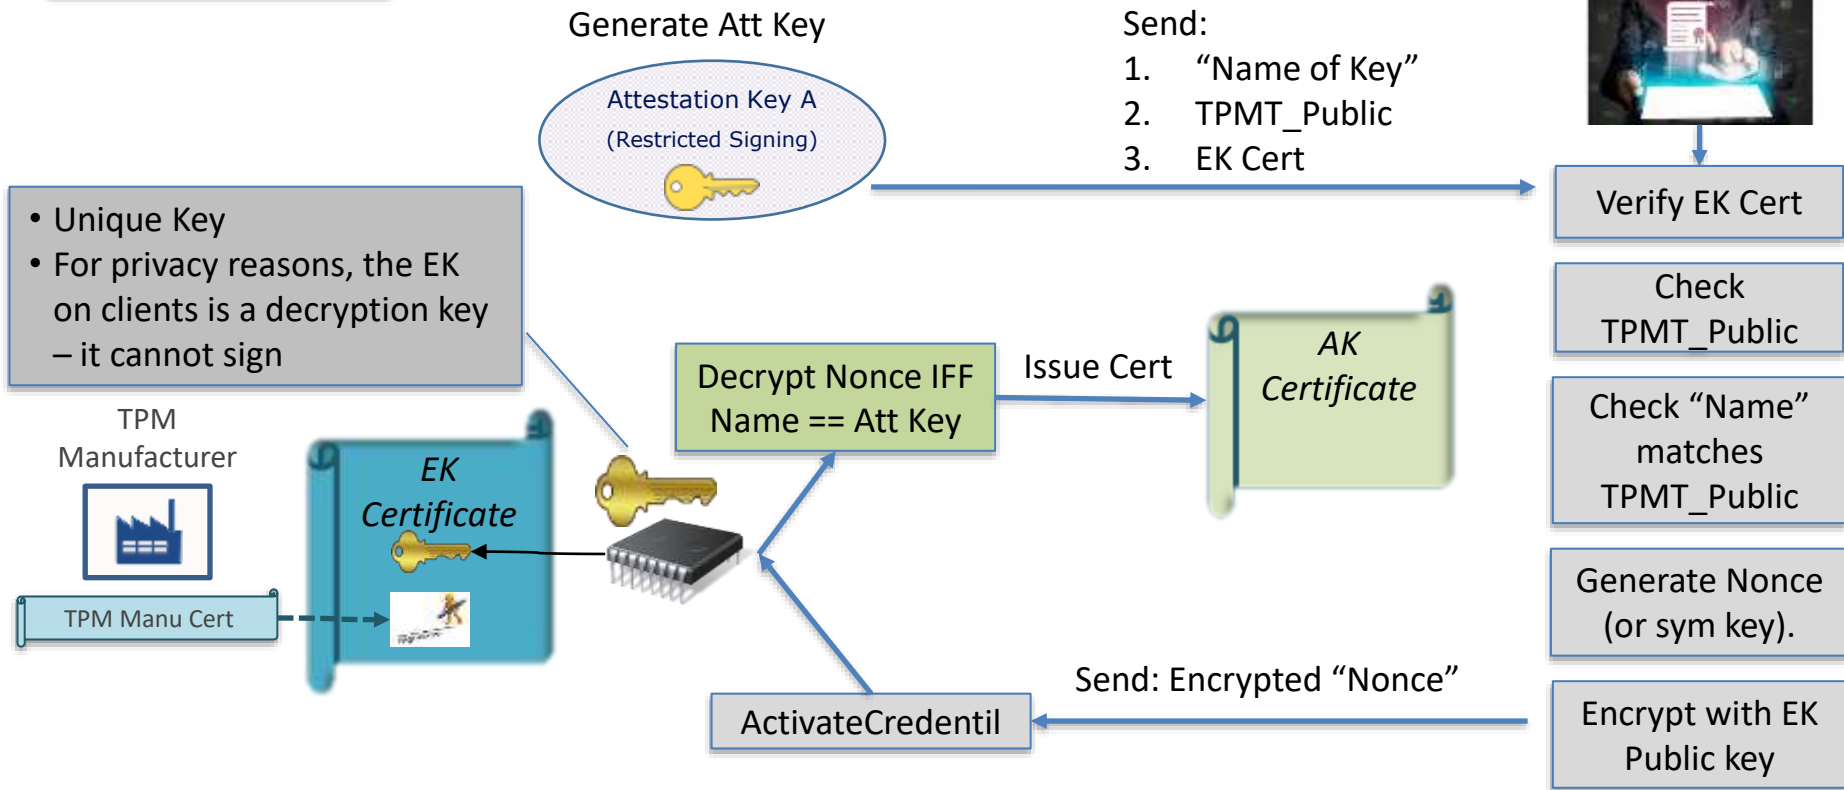 Generate Att Key
Attestation Key A
(Restricted Signing)
Send:
1. “Name of Key”
2. TPMT_Public
3. EK Cert
Verify EK Cert
Check
TPMT_Public
Check “Name”
matches
TPMT_Public
Generate Nonce
(or sym key).
Encrypt with EK
Public key
Send: Encrypted “Nonce”
ActivateCredentil
Decrypt Nonce IFF
Name == Att Key
Issue Cert
AK
Certificate
• Unique Key
• For privacy reasons, the EK
on clients is a decryption key
– it cannot sign
TPM
Manufacturer
TPM Manu Cert
EK
Certificate